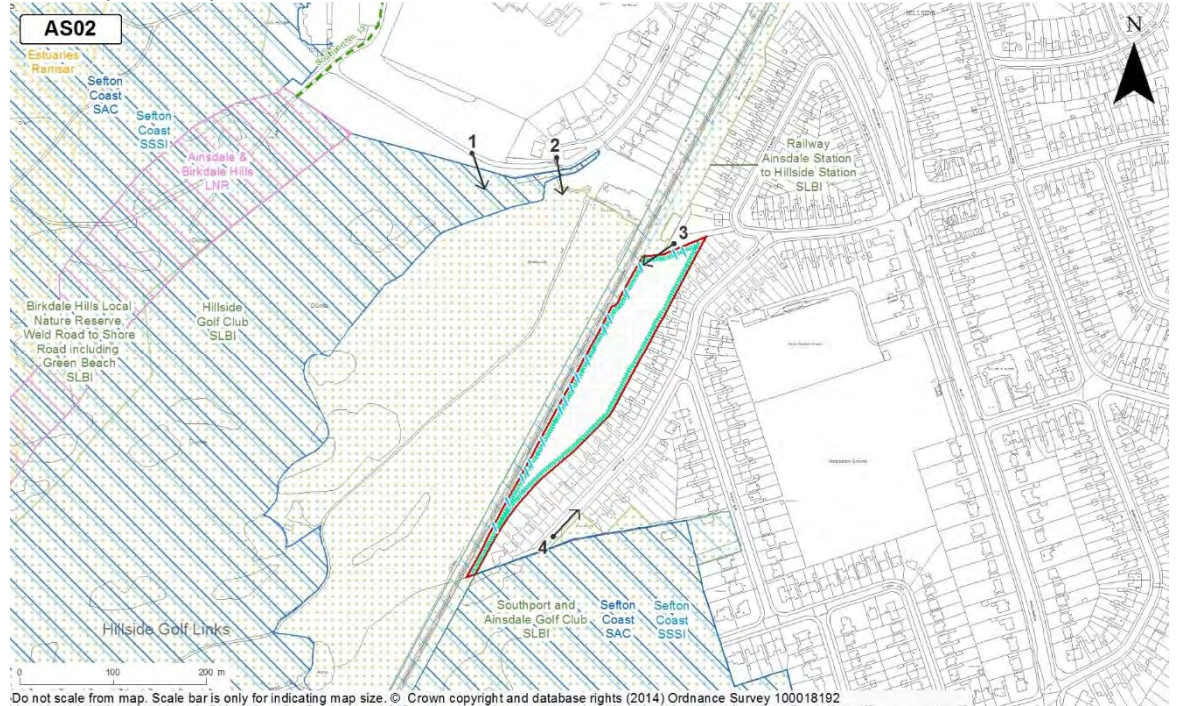 AS02
N
Estuaries
Ramsar
Sefton
Coast
SAC
Sefton
Coast
SSSI
Ainsdale &
Birkdale Hills
LNR
1
2
Railway
Ainsdale Station
to Hillside Station
SLBI
3
Birkdale Hills Local
Nature Reserve,
Weld Road to Shore
Road including
Green Beach
SLBI
Hillside
Golf Club
SLBI
Dunes
Recreation Ground
4
Southport and
Ainsdale Golf Club
SLBI
Sefton
Coast
SAC
Sefton
Coast
SSSI
Hillside Golf Links
0 100 200 m
Do not scale from map. Scale bar is only for indicating map size. © Crown copyright and database rights (2014) Ordnance Survey 100018192